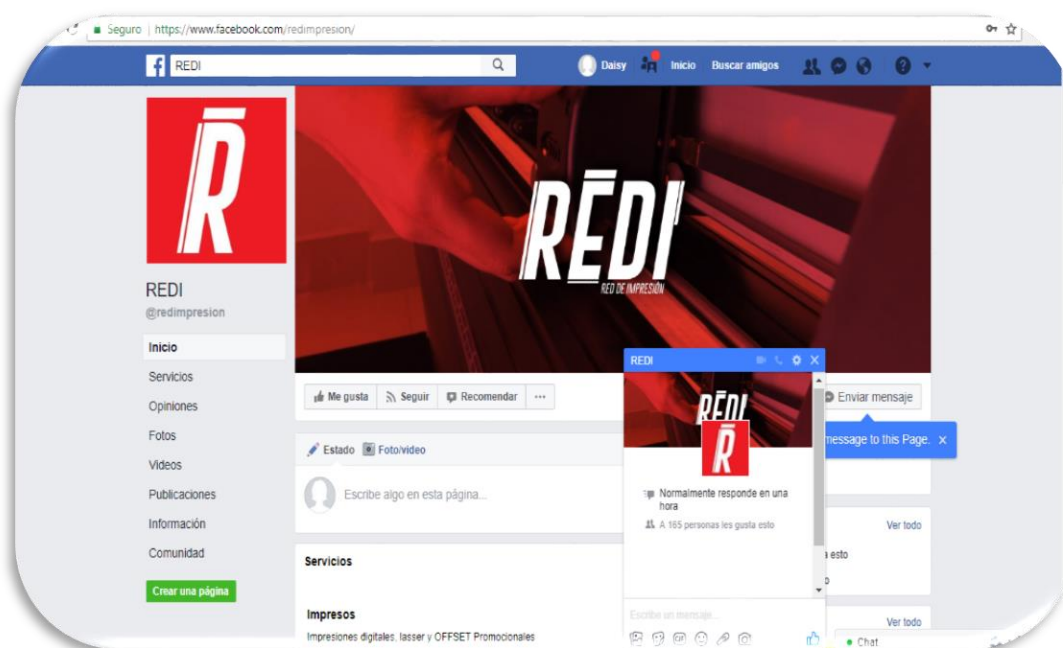 Seguro | https://www.facebook.com/redimpresion/
REDI
Daisy
Inicio
Buscar amigos
R̄
RĒDI
RED DE IMPRESIÓN
REDI
@redimpresion
Inicio
Servicios
Opiniones
Fotos
Videos
Publicaciones
Información
Comunidad
Crear una página
Me gusta
Seguir
Recomendar
Enviar mensaje
message to this Page.
Estado
Foto/video
Escribe algo en esta página...
Servicios
Impresos
Impresiones digitales, lasser y OFFSET Promocionales
REDI
RĒDI
R̄
Normalmente responde en una
hora
A 165 personas les gusta esto
Escribe un mensaje...
GIF
Ver todo
esto
Ver todo
Chat